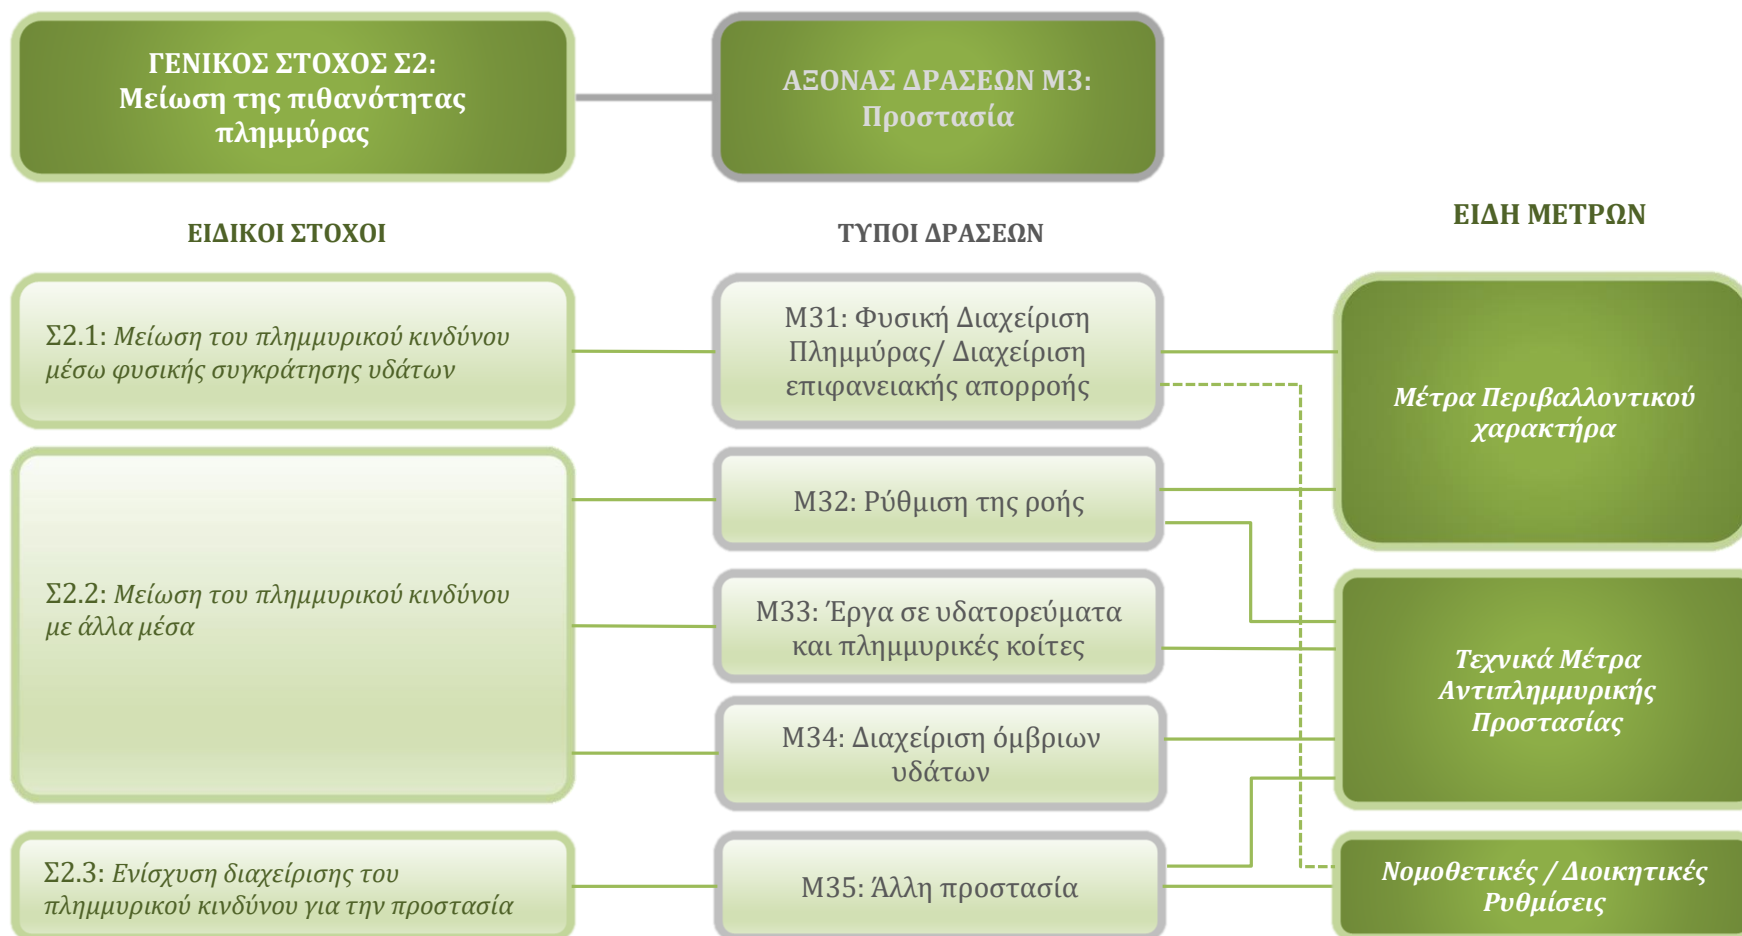 ΓΕΝΙΚΟΣ ΣΤΟΧΟΣ Σ2:
Μείωση της πιθανότητας
πλημμύρας
ΑΞΟΝΑΣ ΔΡΑΣΕΩΝ Μ3:
Προστασία
ΕΙΔΙΚΟΙ ΣΤΟΧΟΙ
ΤΥΠΟΙ ΔΡΑΣΕΩΝ
ΕΙΔΗ ΜΕΤΡΩΝ
Σ2.1: Μείωση του πλημμυρικού κινδύνου
μέσω φυσικής συγκράτησης υδάτων
Μ31: Φυσική Διαχείριση
Πλημμύρας/ Διαχείριση
επιφανειακής απορροής
Μέτρα Περιβαλλοντικού
χαρακτήρα
Μ32: Ρύθμιση της ροής
Σ2.2: Μείωση του πλημμυρικού κινδύνου
με άλλα μέσα
Μ33: Έργα σε υδατορεύματα
και πλημμυρικές κοίτες
Τεχνικά Μέτρα
Αντιπλημμυρικής
Προστασίας
Μ34: Διαχείριση όμβριων
υδάτων
Σ2.3: Ενίσχυση διαχείρισης του
πλημμυρικού κινδύνου για την προστασία
Μ35: Άλλη προστασία
Νομοθετικές / Διοικητικές
Ρυθμίσεις